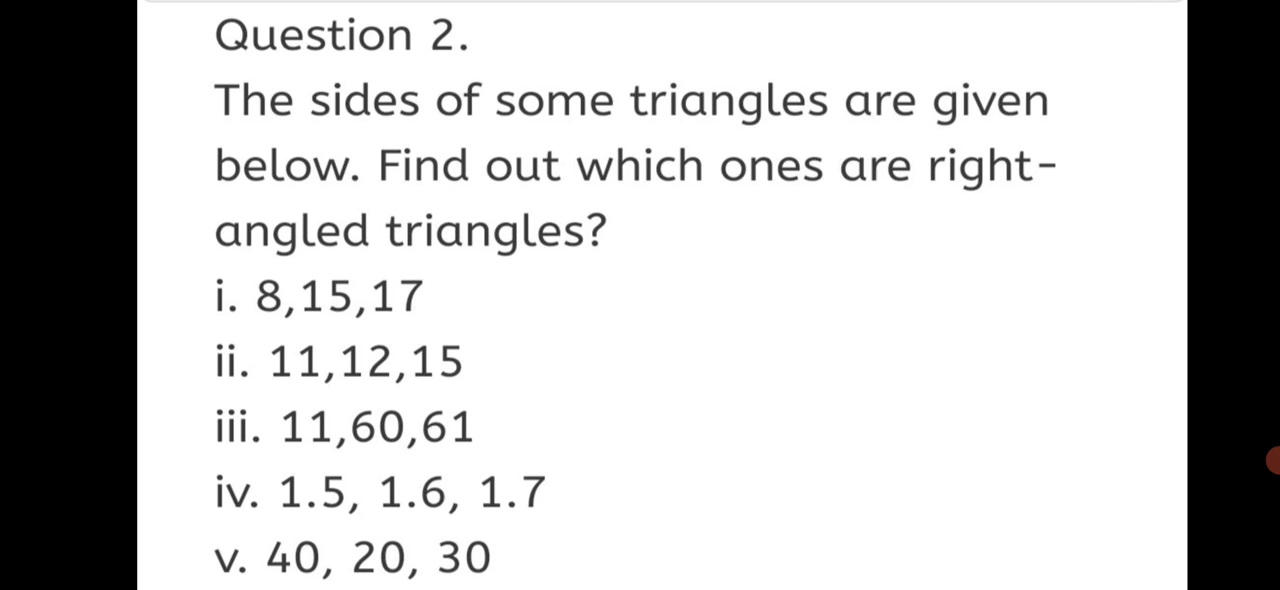 Question 2.
The sides of some triangles are given
below. Find out which ones are right-
angled triangles?
i. 8,15,17
ii. 11,12,15
iii. 11,60,61
iv. 1.5, 1.6, 1.7
v. 40, 20, 30